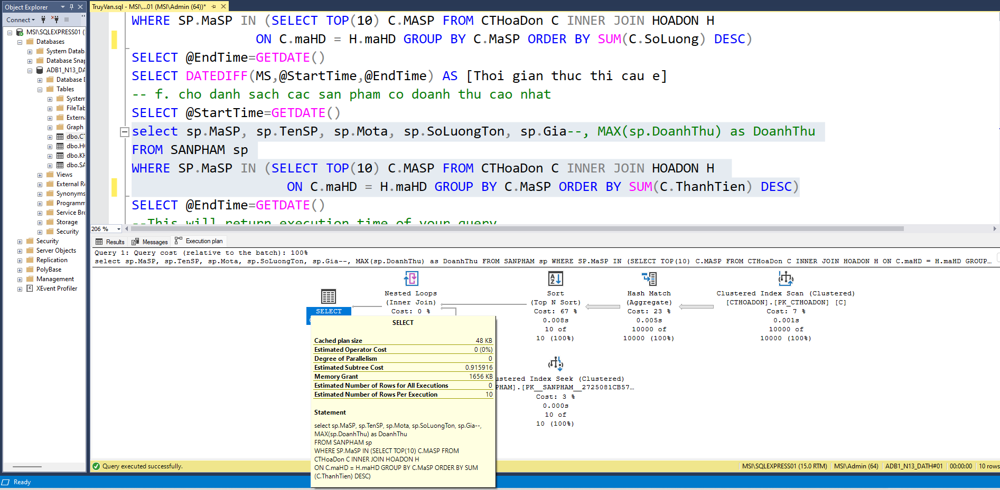 Object Explorer
Connect
MSI\SQLEXPRESS01 (
Databases
System Datab
Database Snap
ADB1_N13_DA
Database D
Tables
System
FileTab
Externa
Graph
dbo.CT
dbo.H
dbo.KH
dbo.SA
Views
External Re
Synonyms
Programm
Service Bro
Storage
Security
Security
Server Objects
Replication
PolyBase
Management
XEvent Profiler
TruyVan.sql - MSI\...01 (MSI\Admin (64))*
WHERE SP.MaSP IN (SELECT TOP(10) C.MASP FROM CTHoaDon C INNER JOIN HOADON H
ON C.maHD = H.maHD GROUP BY C.MaSP ORDER BY SUM(C.SoLuong) DESC)
SELECT @EndTime=GETDATE()
SELECT DATEDIFF(MS,@StartTime,@EndTime) AS [Thoi gian thuc thi cau e]
-- f. cho danh sach cac san pham co doanh thu cao nhat
SELECT @StartTime=GETDATE()
select sp.MaSP, sp.TenSP, sp.Mota, sp.SoLuongTon, sp.Gia--, MAX(sp.DoanhThu) as DoanhThu
FROM SANPHAM sp
WHERE SP.MaSP IN (SELECT TOP(10) C.MASP FROM CTHoaDon C INNER JOIN HOADON H
ON C.maHD = H.maHD GROUP BY C.MaSP ORDER BY SUM(C.ThanhTien) DESC)
SELECT @EndTime=GETDATE()
--This will return execution time of your query
206 %
Results Messages Execution plan
Query 1: Query cost (relative to the batch): 100%
select sp.MaSP, sp.TenSP, sp.Mota, sp.SoLuongTon, sp.Gia--, MAX(sp.DoanhThu) as DoanhThu FROM SANPHAM sp WHERE SP.MaSP IN (SELECT TOP(10) C.MASP FROM CTHoaDon C INNER JOIN HOADON H ON C.maHD = H.maHD GROUP...
SELECT
Nested Loops
(Inner Join)
Cost: 0 %
Sort
(Top N Sort)
Cost: 67 %
0.008s
10 of
10 (100%)
Hash Match
(Aggregate)
Cost: 23 %
0.005s
10000 of
10000 (100%)
Clustered Index Scan (Clustered)
[CTHOADON].[PK_CTHOADON] [C]
Cost: 7 %
0.001s
10000 of
10000 (100%)
ustered Index Seek (Clustered)
PHAM].[PK__SANPHAM__2725081CB57...
Cost: 3 %
0.000s
10 of
10 (100%)
SELECT
Cached plan size 48 KB
Estimated Operator Cost 0 (0%)
Degree of Parallelism 0
Estimated Subtree Cost 0.915916
Memory Grant 1656 KB
Estimated Number of Rows for All Executions 0
Estimated Number of Rows Per Execution 10
Statement
select sp.MaSP, sp.TenSP, sp.Mota, sp.SoLuongTon, sp.Gia--,
MAX(sp.DoanhThu) as DoanhThu
FROM SANPHAM sp
WHERE SP.MaSP IN (SELECT TOP(10) C.MASP FROM
CTHoaDon C INNER JOIN HOADON H
ON C.maHD = H.maHD GROUP BY C.MaSP ORDER BY SUM
(C.ThanhTien) DESC)
Query executed successfully.
MSI\SQLEXPRESS01 (15.0 RTM) MSI\Admin (64) ADB1_N13_DATH#01 00:00:00 10 rows
Ready